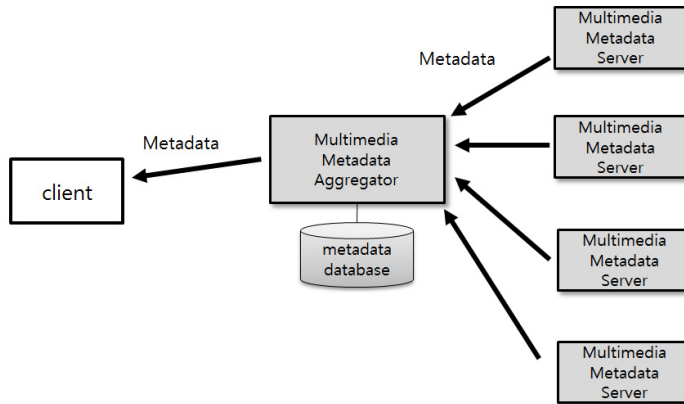 Multimedia
Metadata
Server
Metadata
Multimedia
Metadata
Server
Metadata
Multimedia
Metadata
Aggregator
client
metadata
database
Multimedia
Metadata
Server
Multimedia
Metadata
Server